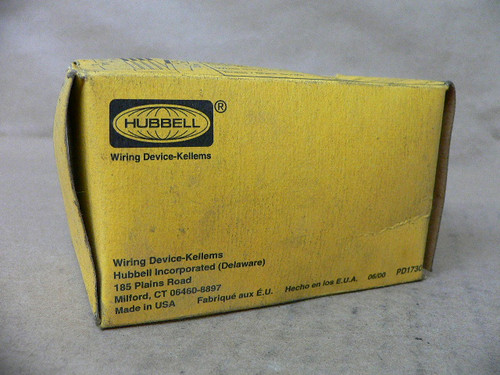 HUBBELL®
Wiring Device-Kellems
Wiring Device-Kellems
Hubbell Incorporated (Delaware)
185 Plains Road
Milford, CT 06460-8897
Made in USA Fabriqué aux É.U. Hecho en los E.U.A. 06/00